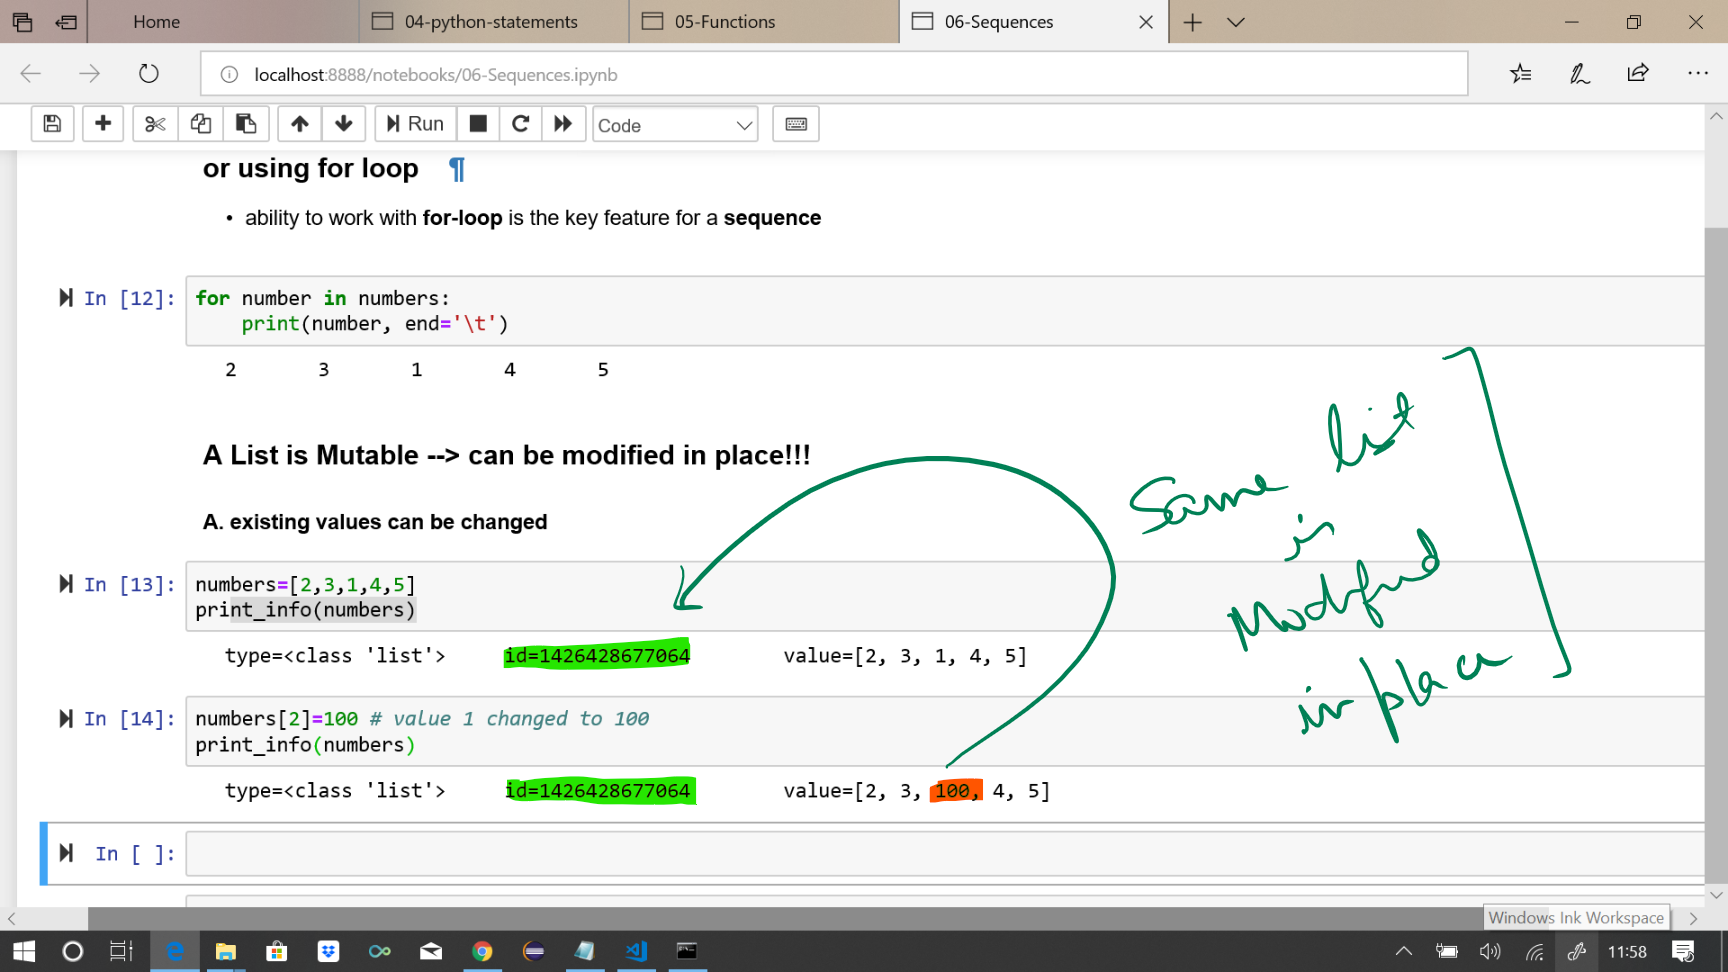 Home
04-python-statements
05-Functions
06-Sequences
localhost:8888/notebooks/06-Sequences.ipynb
Run
Code
or using for loop ¶
• ability to work with for-loop is the key feature for a sequence
In [12]: for number in numbers:
print(number, end='\t')
2 3 1 4 5
A List is Mutable --> can be modified in place!!!
A. existing values can be changed
In [13]: numbers=[2,3,1,4,5]
print_info(numbers)
type=<class 'list'> id=1426428677064 value=[2, 3, 1, 4, 5]
In [14]: numbers[2]=100 # value 1 changed to 100
print_info(numbers)
type=<class 'list'> id=1426428677064 value=[2, 3, 100, 4, 5]
In [ ]:
Same list
is
Modified
in place
Windows Ink Workspace
11:58